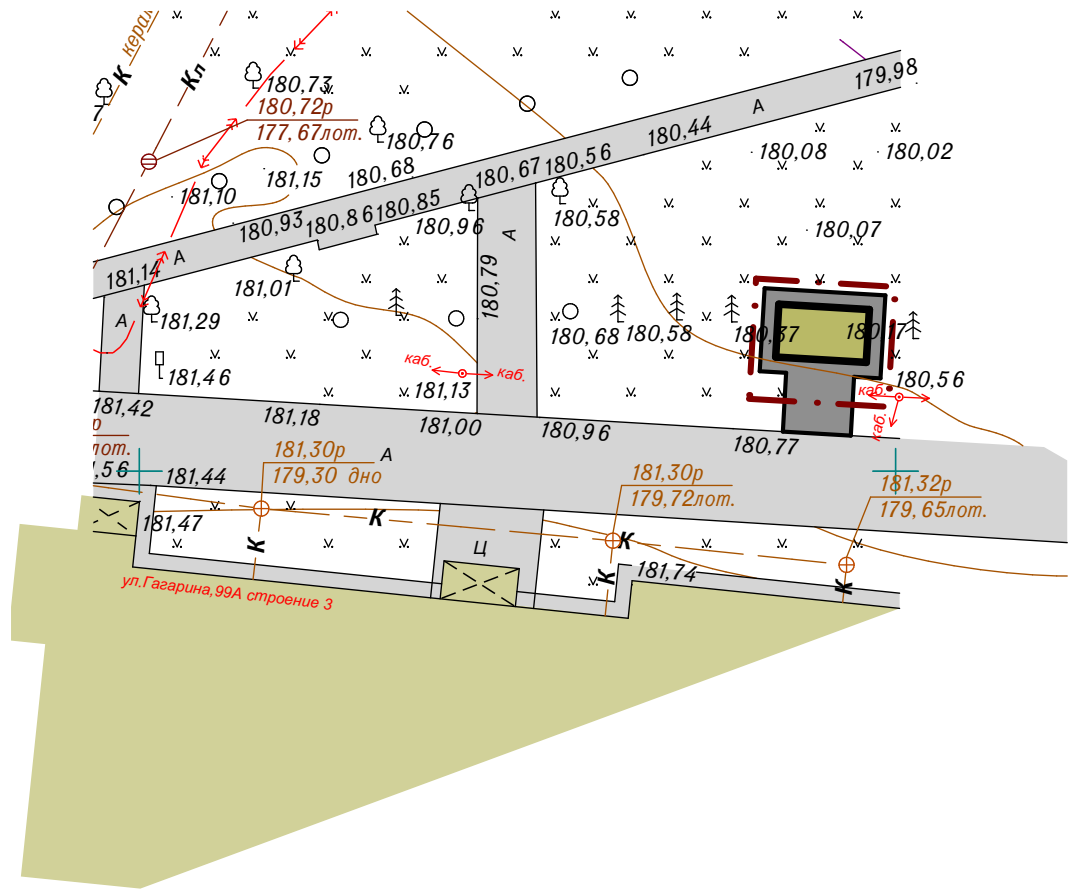 К
керам
Кл
180,73
7
180,72р
177,67лот.
180,76
А
179,98
180,44
180,56
180,67
180,68
180,08
180,02
181,15
181,10
180,85
180,86
180,93
180,96
180,58
180,07
А
А
181,14
181,01
180,79
А
181,29
180,68
180,58
180,37
180,17
181,46
каб.
каб.
181,13
180,56
каб.
каб.
181,42
181,18
181,00
180,96
180,77
р
лот.
,56
181,44
181,30р
179,30 дно
А
181,30р
179,72лот.
181,32р
179,65лот.
181,47
К
К
К
Ц
181,74
К
К
ул.Гагарина,99А строение 3